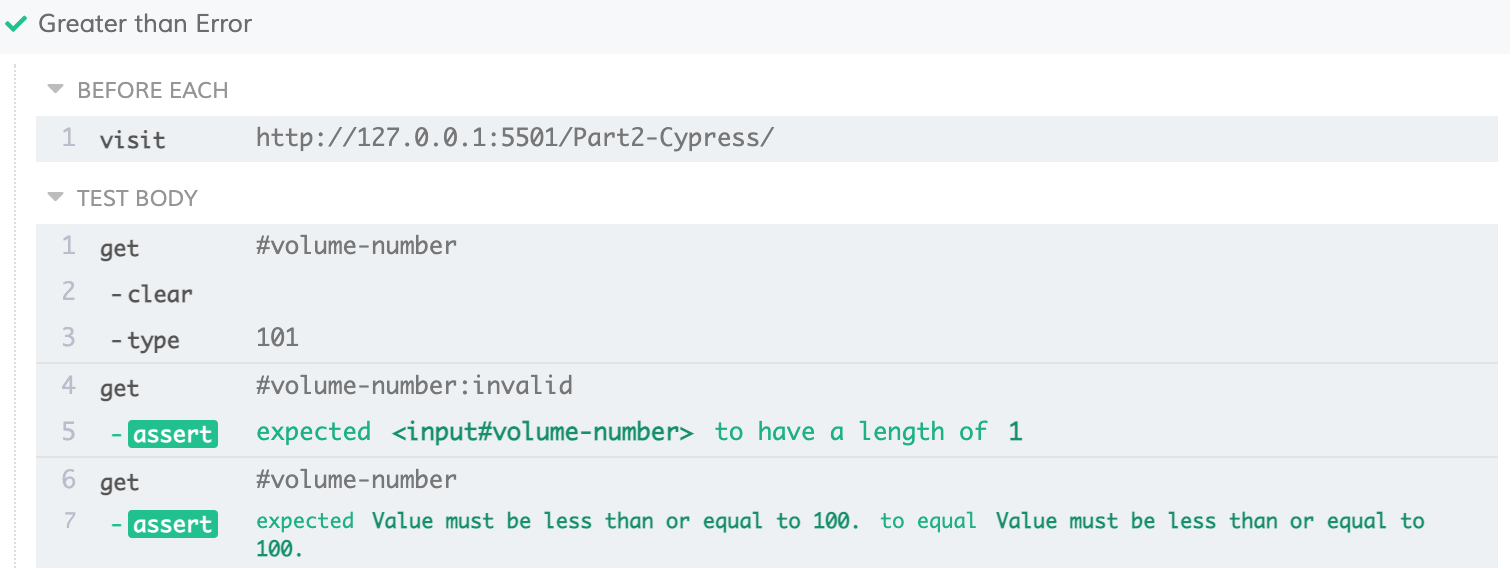 Greater than Error
BEFORE EACH
1 visit http://127.0.0.1:5501/Part2-Cypress/
TEST BODY
1 get #volume-number
2 -clear
3 -type 101
4 get #volume-number:invalid
5 -assert expected <input#volume-number> to have a length of 1
6 get #volume-number
7 -assert expected Value must be less than or equal to 100. to equal Value must be less than or equal to
100.